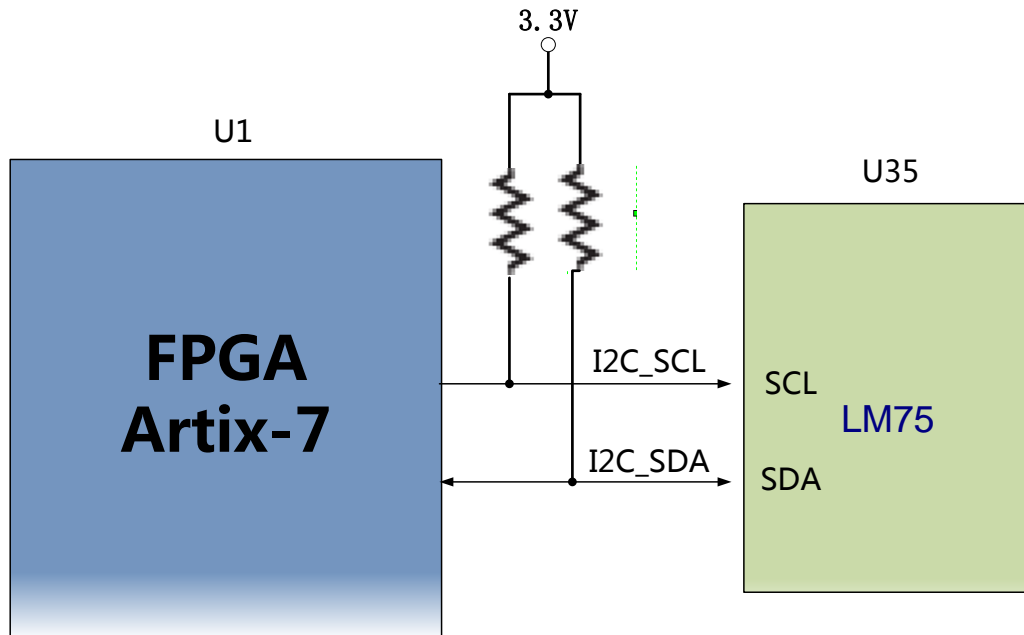 3.3V
U1
U35
FPGA
Artix-7
I2C_SCL
SCL
LM75
I2C_SDA
SDA